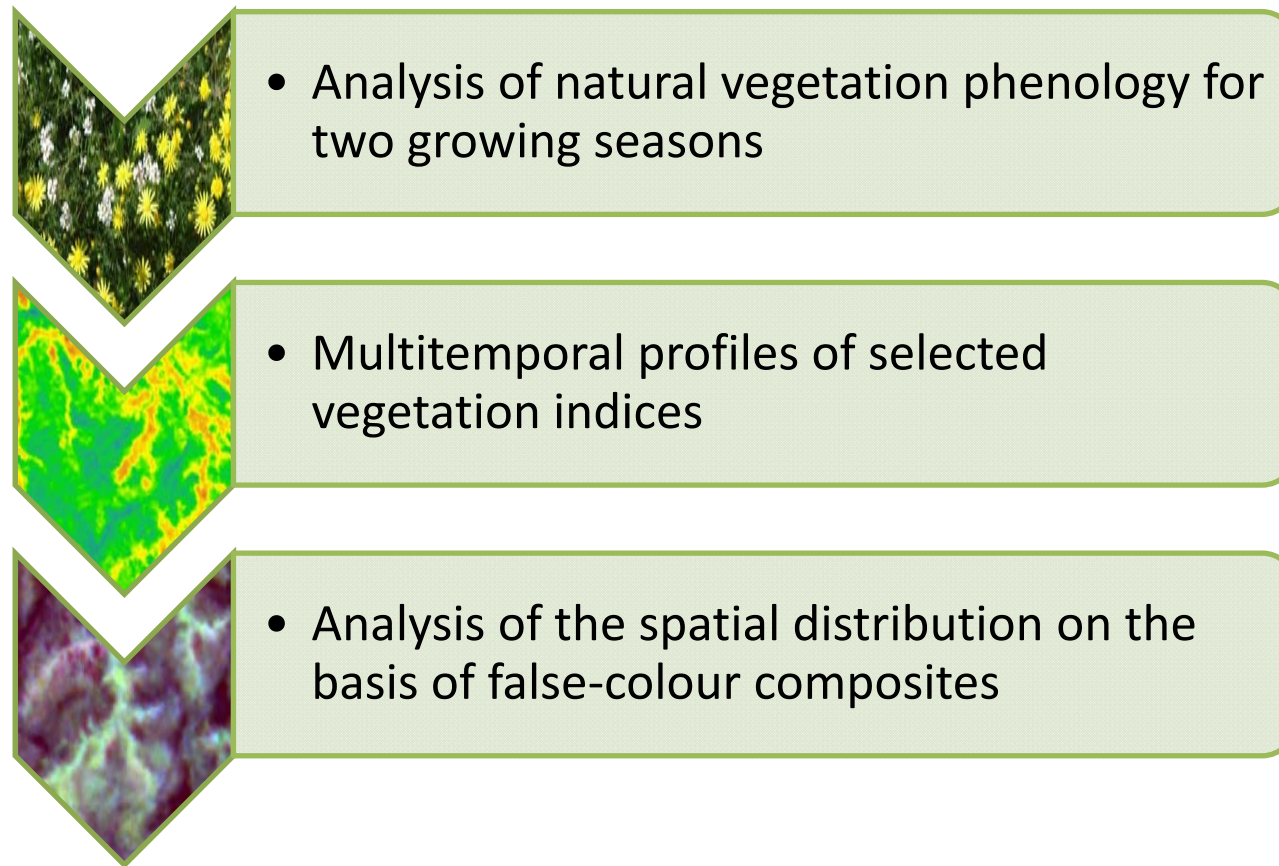 • Analysis of natural vegetation phenology for
two growing seasons
• Multitemporal profiles of selected
vegetation indices
• Analysis of the spatial distribution on the
basis of false-colour composites